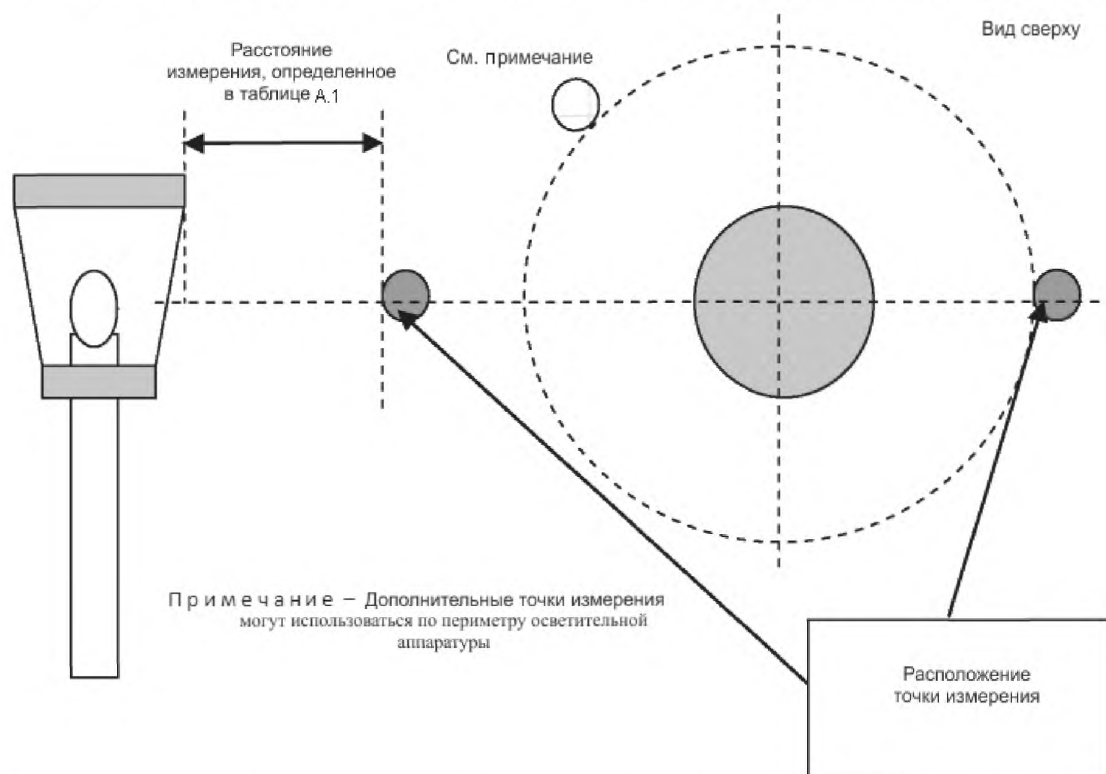 Вид сверху
Расстояние
измерения, определенное
в таблице А.1
См. примечание
Примечание – Дополнительные точки измерения
могут использоваться по периметру осветительной
аппаратуры
Расположение
точки измерения